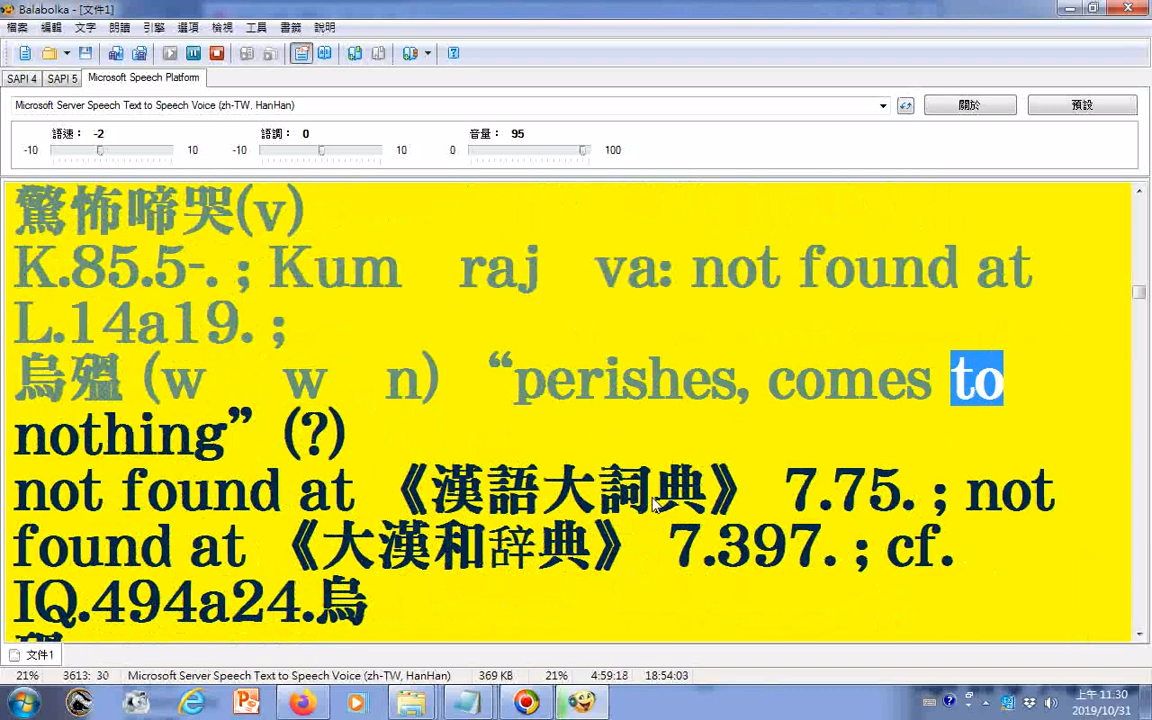 Balabolka - [文件1]
檔案 編輯 文字 朗讀 引擎 選項 檢視 工具 書籤 說明
SAPI 4 SAPI 5 Microsoft Speech Platform
Microsoft Server Speech Text to Speech Voice (zh-TW, HanHan) 關於 預設
語速： -2 語調： 0 音量： 95
-10 10 -10 10 0 100
驚怖啼哭(v)
K.85.5-. ; Kum raj va: not found at
L.14a19. ;
烏殟 (w w n) “perishes, comes to
nothing” (?)
not found at 《漢語大詞典》 7.75. ; not
found at 《大漢和辞典》 7.397. ; cf.
IQ.494a24.烏
文件1
21% 3613: 30 Microsoft Server Speech Text to Speech Voice (zh-TW, HanHan) 369 KB 21% 4:59:18 18:54:03
上午 11:30
2019/10/31